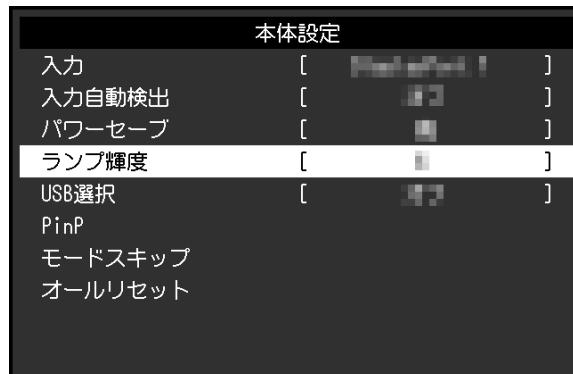 本体設定
入力 [ ]
入力自動検出 [ ]
パワーセーブ [ ]
ランプ輝度 [ ]
USB選択 [ ]
PinP
モードスキップ
オールリセット